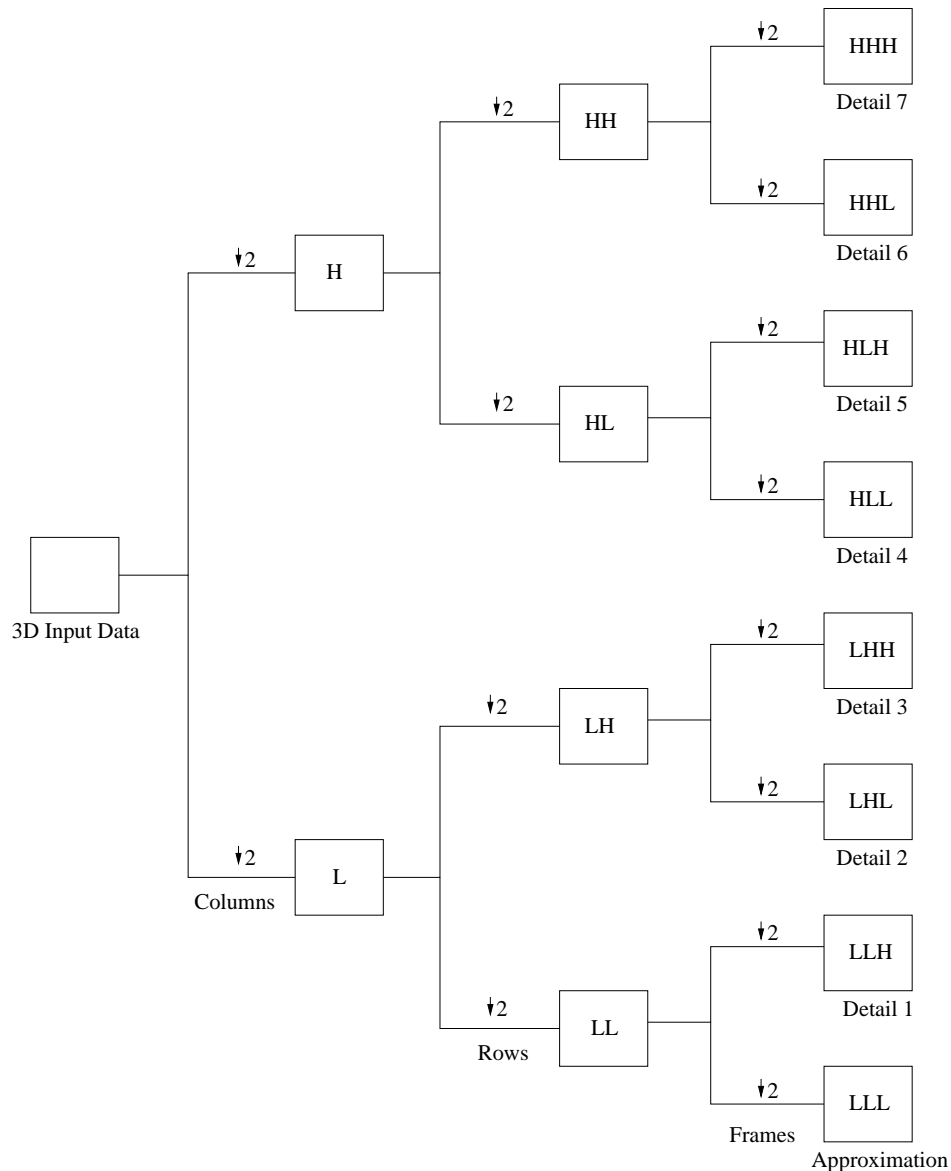 ↓2
HHH
Detail 7
↓2
HH
↓2
HHL
Detail 6
↓2
H
↓2
HLH
Detail 5
↓2
HL
↓2
HLL
Detail 4
3D Input Data
↓2
LHH
Detail 3
↓2
LH
↓2
LHL
Detail 2
↓2
L
Columns
↓2
LLH
Detail 1
↓2
LL
Rows
↓2
LLL
Frames
Approximation